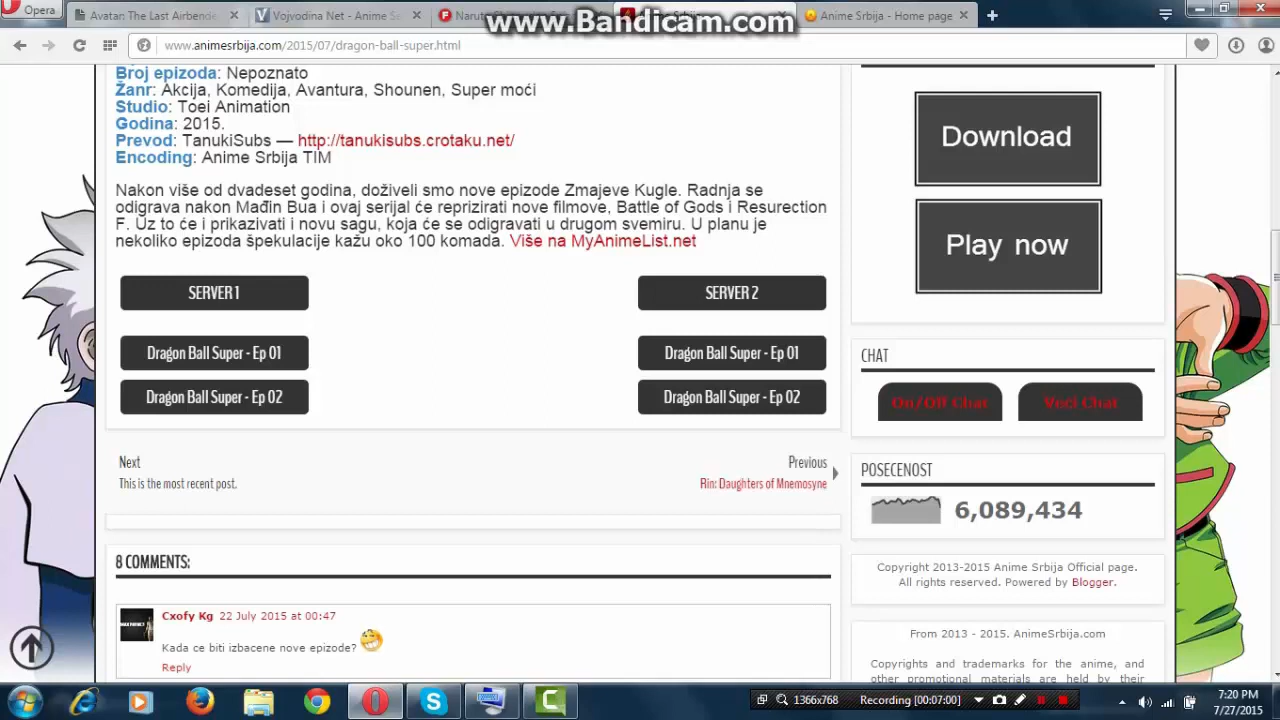 Opera
Avatar: The Last Airbende
Vojvodina Net - Anime S
Naruto
Srbija
Anime Srbija - Home page
www.Bandicam.com
www.animesrbija.com/2015/07/dragon-ball-super.html
Broj epizoda: Nepoznato
Žanr: Akcija, Komedija, Avantura, Shounen, Super moći
Studio: Toei Animation
Godina: 2015.
Prevod: TanukiSubs — http://tanukisubs.crotaku.net/
Encoding: Anime Srbija TIM
Nakon više od dvadeset godina, doživeli smo nove epizode Zmajeve Kugle. Radnja se
odigrava nakon Mađin Bua i ovaj serijal će reprizirati nove filmove, Battle of Gods i Resurection
F. Uz to će i prikazivati i novu sagu, koja će se odigravati u drugom svemiru. U planu je
nekoliko epizoda špekulacije kažu oko 100 komada. Više na MyAnimeList.net
SERVER 1
SERVER 2
Dragon Ball Super - Ep 01
Dragon Ball Super - Ep 01
Dragon Ball Super - Ep 02
Dragon Ball Super - Ep 02
Next
This is the most recent post.
Previous
Rin: Daughters of Mnemosyne
8 COMMENTS:
Cxofy Kg 22 July 2015 at 00:47
Kada ce biti izbacene nove epizode?
Reply
Download
Play now
CHAT
On/Off Chat
Veci Chat
POSECENOST
6,089,434
Copyright 2013-2015 Anime Srbija Official page.
All rights reserved. Powered by Blogger.
From 2013 - 2015. AnimeSrbija.com
Copyrights and trademarks for the anime, and
other promotional materials are held by their
1366x768
Recording [00:07:00]
7:20 PM
7/27/2015